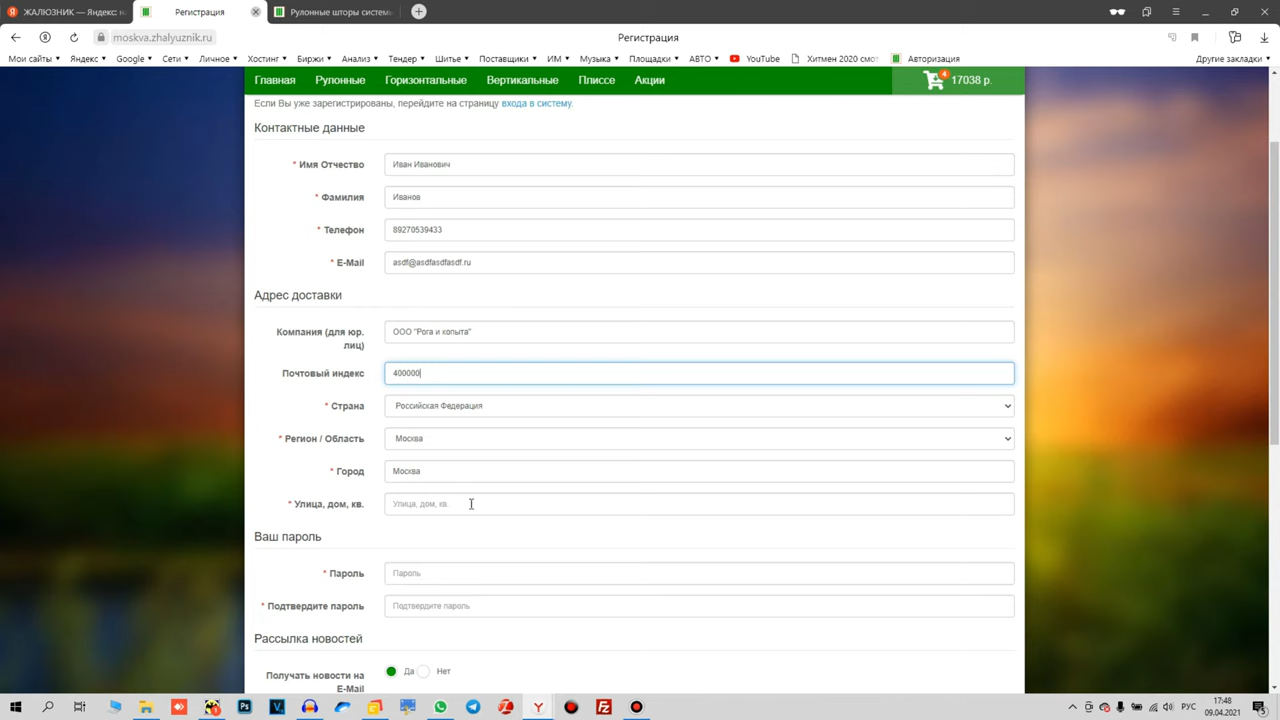 ЖАЛЮЗНИК — Яндекс: н
Регистрация
Рулонные шторы систем
moskva.zhalyuznik.ru
Регистрация
Мои сайты
Яндекс
Google
Сети
Личное
Хостинг
Биржи
Анализ
Тендер
Шитье
Поставщики
ИМ
Музыка
Площадки
АВТО
YouTube
Хитмен 2020 смот
Авторизация
Другие закладки
Главная
Рулонные
Горизонтальные
Вертикальные
Плиссе
Акции
4
17038 р.
Если Вы уже зарегистрированы, перейдите на страницу входа в систему.
Контактные данные
* Имя Отчество
Иван Иванович
* Фамилия
Иванов
* Телефон
89270539433
* E-Mail
asdf@asdfasdfasdf.ru
Адрес доставки
Компания (для юр.
лиц)
ООО "Рога и копыта"
Почтовый индекс
400000
* Страна
Российская Федерация
* Регион / Область
Москва
* Город
Москва
* Улица, дом, кв.
Улица, дом, кв.
Ваш пароль
* Пароль
Пароль
* Подтвердите пароль
Подтвердите пароль
Рассылка новостей
Получать новости на
E-Mail
Да
Нет
РУС
17:48
09.04.2021
5